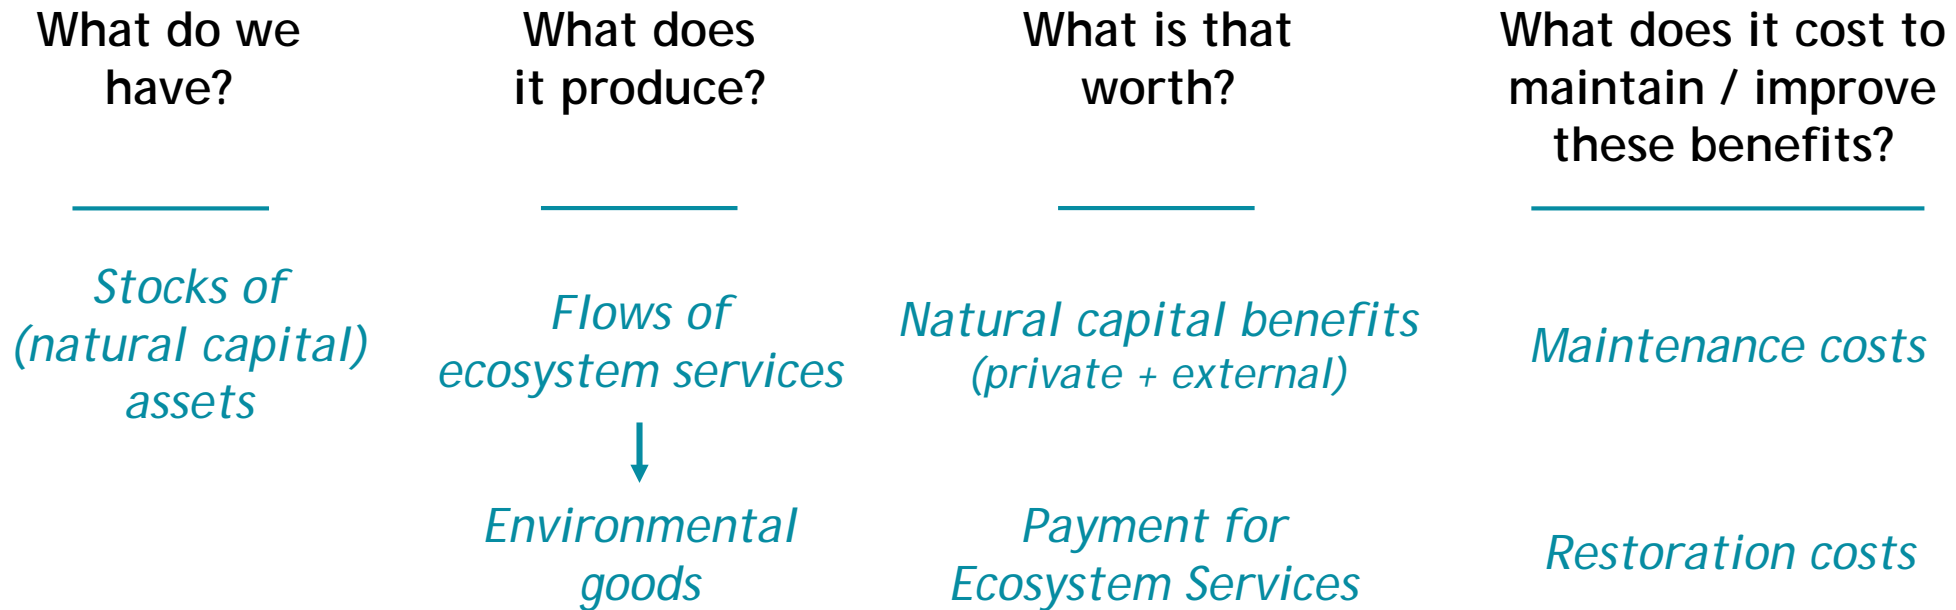 What do we
have?
What does
it produce?
What is that
worth?
What does it cost to
maintain / improve
these benefits?
Stocks of
(natural capital)
assets
Flows of
ecosystem services
Environmental
goods
Natural capital benefits
(private + external)
Payment for
Ecosystem Services
Maintenance costs
Restoration costs